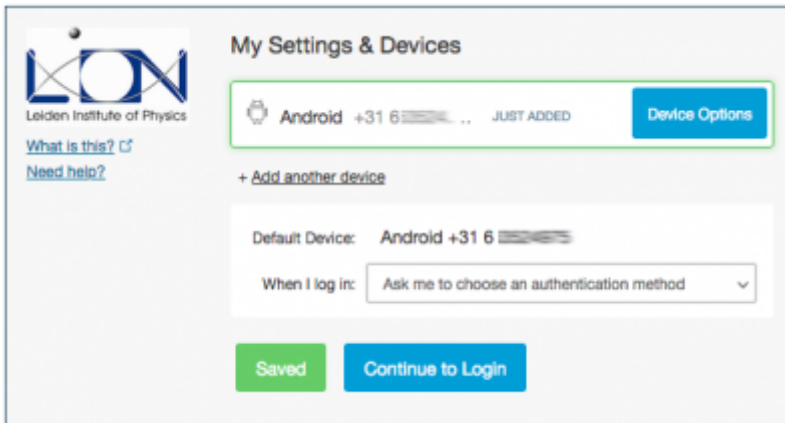 LION
Leiden Institute of Physics
What is this?
Need help?
My Settings & Devices
Android +31 6 .. JUST ADDED
Device Options
+ Add another device
Default Device: Android +31 6
When I log in: Ask me to choose an authentication method
Saved
Continue to Login